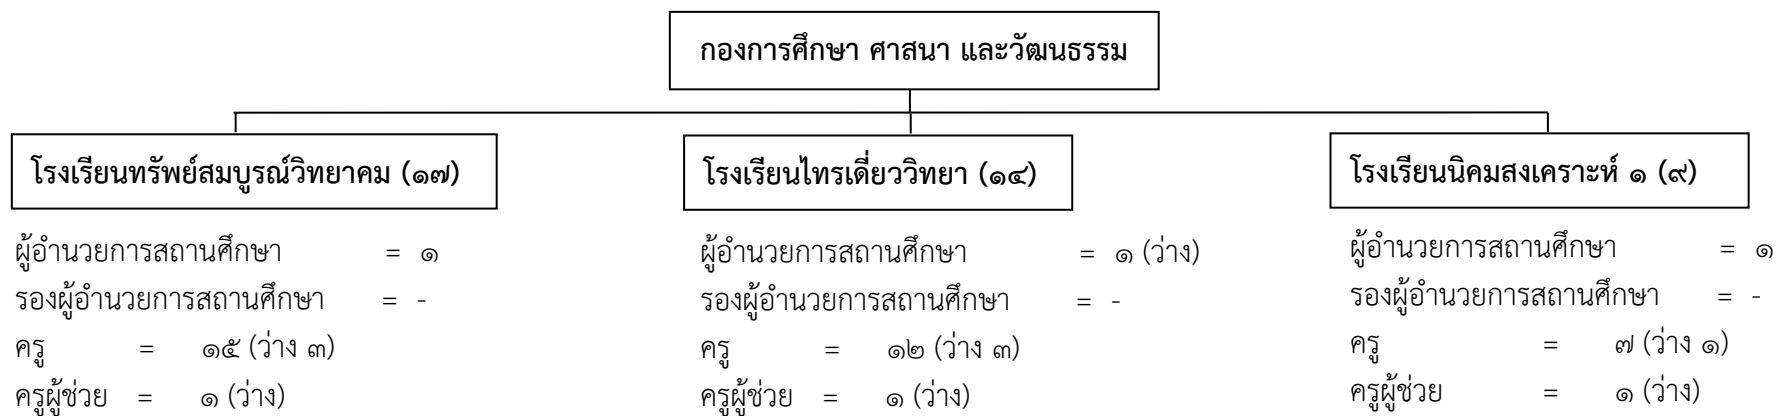 กองการศึกษา ศาสนา และวัฒนธรรม
โรงเรียนทรัพย์สมบูรณ์วิทยาคม (๑๗)
ผู้อำนวยการสถานศึกษา = ๑
รองผู้อำนวยการสถานศึกษา = -
ครู = ๑๕ (ว่าง ๓)
ครูผู้ช่วย = ๑ (ว่าง)
โรงเรียนไทรเดี่ยววิทยา (๑๔)
ผู้อำนวยการสถานศึกษา = ๑ (ว่าง)
รองผู้อำนวยการสถานศึกษา = -
ครู = ๑๒ (ว่าง ๓)
ครูผู้ช่วย = ๑ (ว่าง)
โรงเรียนนิคมสงเคราะห์ ๑ (๙)
ผู้อำนวยการสถานศึกษา = ๑
รองผู้อำนวยการสถานศึกษา = -
ครู = ๗ (ว่าง ๑)
ครูผู้ช่วย = ๑ (ว่าง)